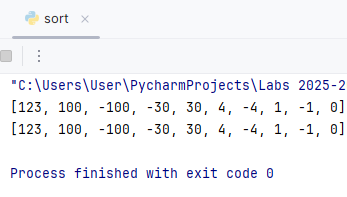 sort
"C:\Users\User\PycharmProjects\Labs 2025-2
[123, 100, -100, -30, 30, 4, -4, 1, -1, 0]
[123, 100, -100, -30, 30, 4, -4, 1, -1, 0]
Process finished with exit code 0